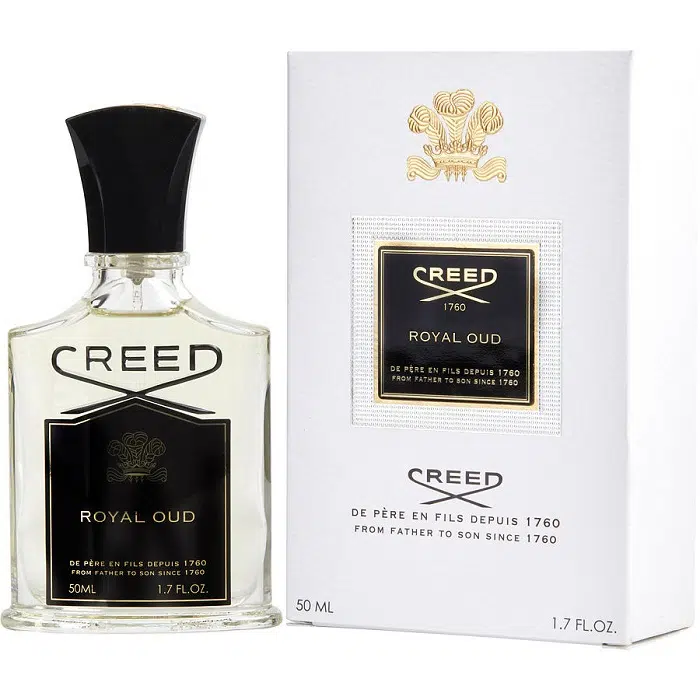 CREED
ROYAL OUD
DE PÈRE EN FILS DEPUIS 1760
FROM FATHER TO SON SINCE 1760
50ML 1.7 FL.OZ.
CREED
1760
ROYAL OUD
DE PÈRE EN FILS DEPUIS 1760
FROM FATHER TO SON SINCE 1760
CREED
DE PÈRE EN FILS DEPUIS 1760
FROM FATHER TO SON SINCE 1760
50 ML
1.7 FL.OZ.